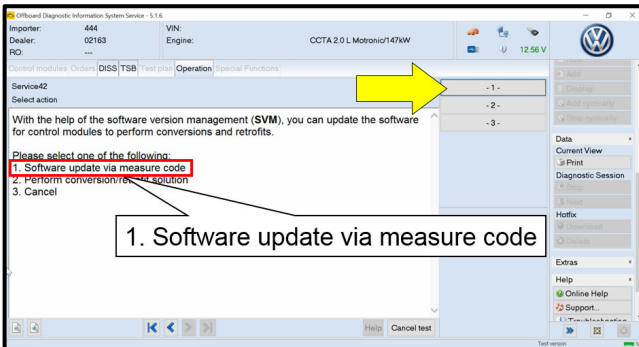 Offboard Diagnostic Information System Service - 5.1.6
Importer: 444 VIN:
Dealer: 02163 Engine: CCTA 2.0 L Motronic/147kW
RO: ---
12.56 V
Control modules Orders DISS TSB Test plan Operation Special Functions
Service42
Select action
With the help of the software version management (SVM), you can update the software
for control modules to perform conversions and retrofits.
Please select one of the following:
1. Software update via measure code
2. Perform conversion/retrofit solution
3. Cancel
1. Software update via measure code
- 1 -
- 2 -
- 3 -
Add
Display
Add cyclically
Stop cyclically
Data
Current View
Print
Diagnostic Session
Stop
Next
Hotfix
Download
Delete
Extras
Help
Online Help
Support...
Troubleshooting
Help Cancel test
Test version